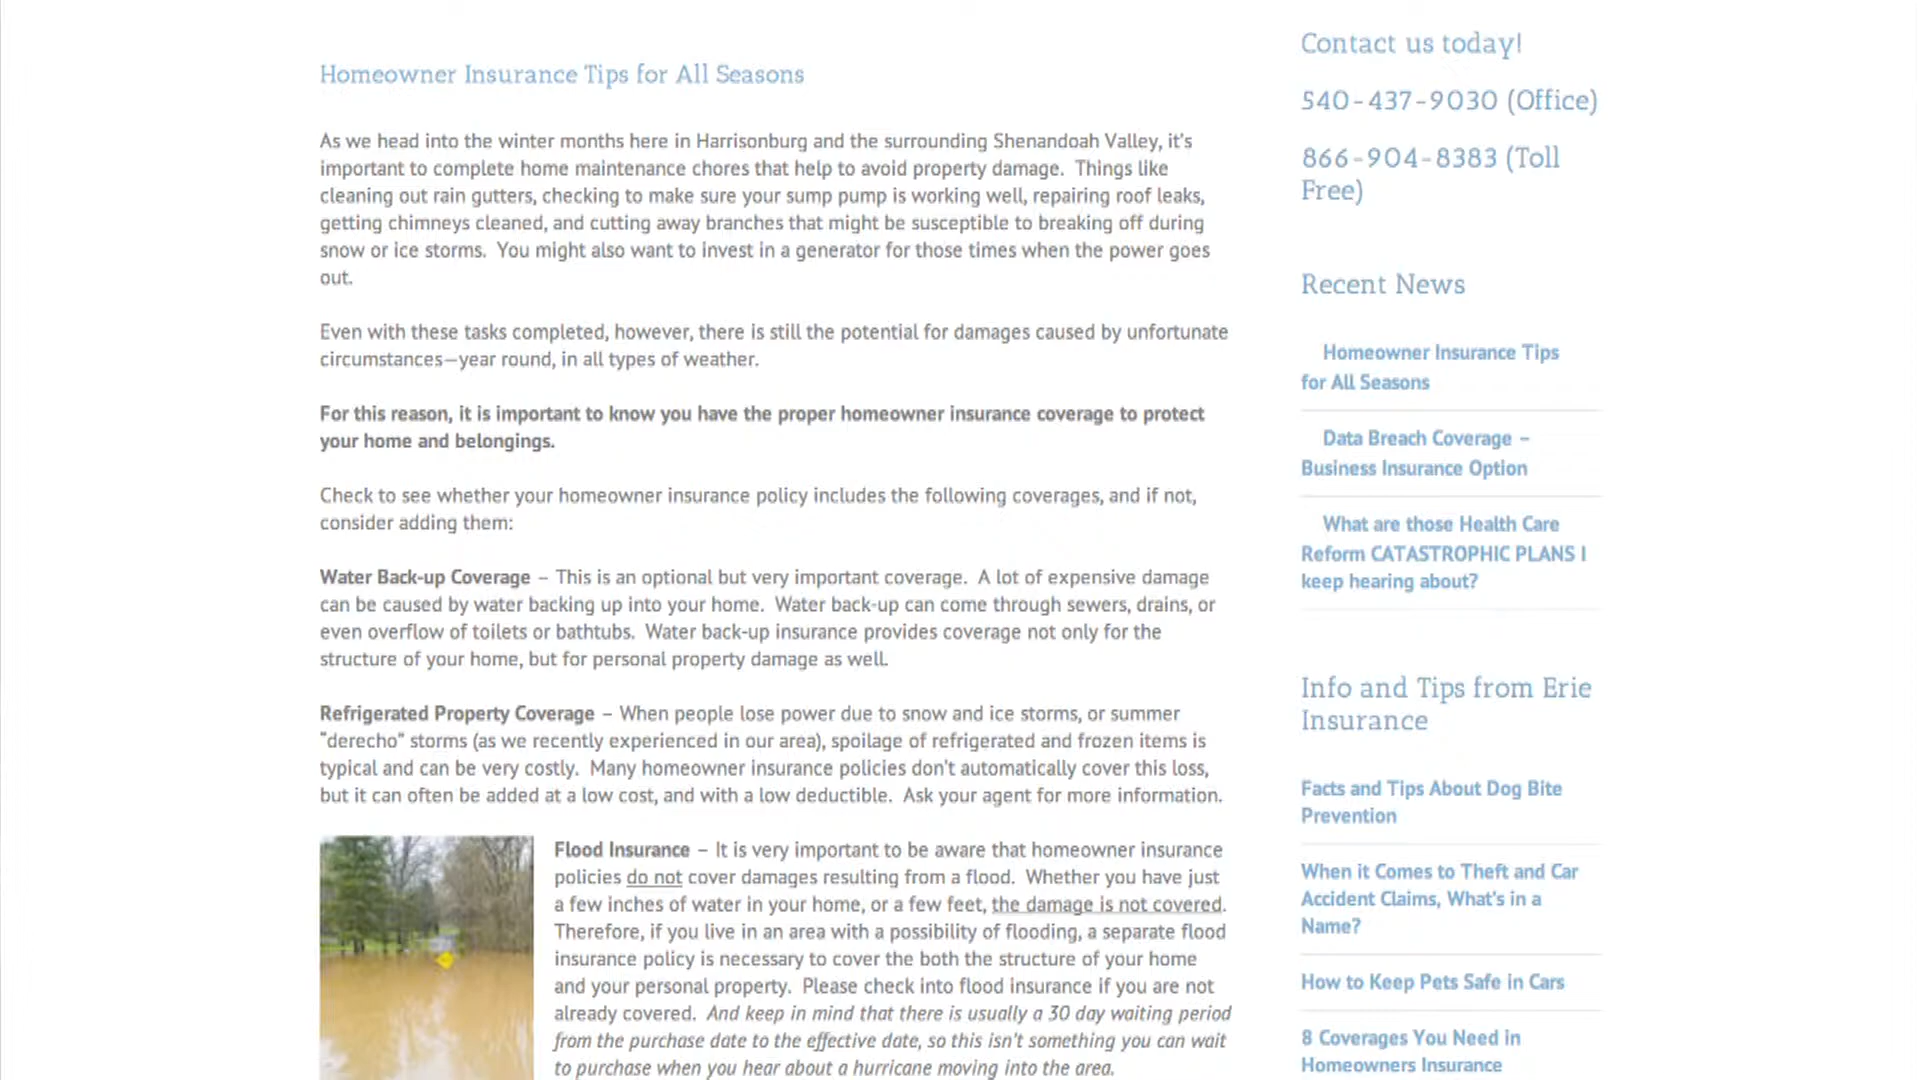 Homeowner Insurance Tips for All Seasons
As we head into the winter months here in Harrisonburg and the surrounding Shenandoah Valley, it's
important to complete home maintenance chores that help to avoid property damage. Things like
cleaning out rain gutters, checking to make sure your sump pump is working well, repairing roof leaks,
getting chimneys cleaned, and cutting away branches that might be susceptible to breaking off during
snow or ice storms. You might also want to invest in a generator for those times when the power goes
out.
Even with these tasks completed, however, there is still the potential for damages caused by unfortunate
circumstances—year round, in all types of weather.
For this reason, it is important to know you have the proper homeowner insurance coverage to protect
your home and belongings.
Check to see whether your homeowner insurance policy includes the following coverages, and if not,
consider adding them:
Water Back-up Coverage – This is an optional but very important coverage. A lot of expensive damage
can be caused by water backing up into your home. Water back-up can come through sewers, drains, or
even overflow of toilets or bathtubs. Water back-up insurance provides coverage not only for the
structure of your home, but for personal property damage as well.
Refrigerated Property Coverage – When people lose power due to snow and ice storms, or summer
"derecho" storms (as we recently experienced in our area), spoilage of refrigerated and frozen items is
typical and can be very costly. Many homeowner insurance policies don't automatically cover this loss,
but it can often be added at a low cost, and with a low deductible. Ask your agent for more information.
Flood Insurance – It is very important to be aware that homeowner insurance
policies do not cover damages resulting from a flood. Whether you have just
a few inches of water in your home, or a few feet, the damage is not covered.
Therefore, if you live in an area with a possibility of flooding, a separate flood
insurance policy is necessary to cover the both the structure of your home
and your personal property. Please check into flood insurance if you are not
already covered. And keep in mind that there is usually a 30 day waiting period
from the purchase date to the effective date, so this isn't something you can wait
to purchase when you hear about a hurricane moving into the area.
Contact us today!
540-437-9030 (Office)
866-904-8383 (Toll
Free)
Recent News
Homeowner Insurance Tips
for All Seasons
Data Breach Coverage –
Business Insurance Option
What are those Health Care
Reform CATASTROPHIC PLANS I
keep hearing about?
Info and Tips from Erie
Insurance
Facts and Tips About Dog Bite
Prevention
When it Comes to Theft and Car
Accident Claims, What's in a
Name?
How to Keep Pets Safe in Cars
8 Coverages You Need in
Homeowners Insurance